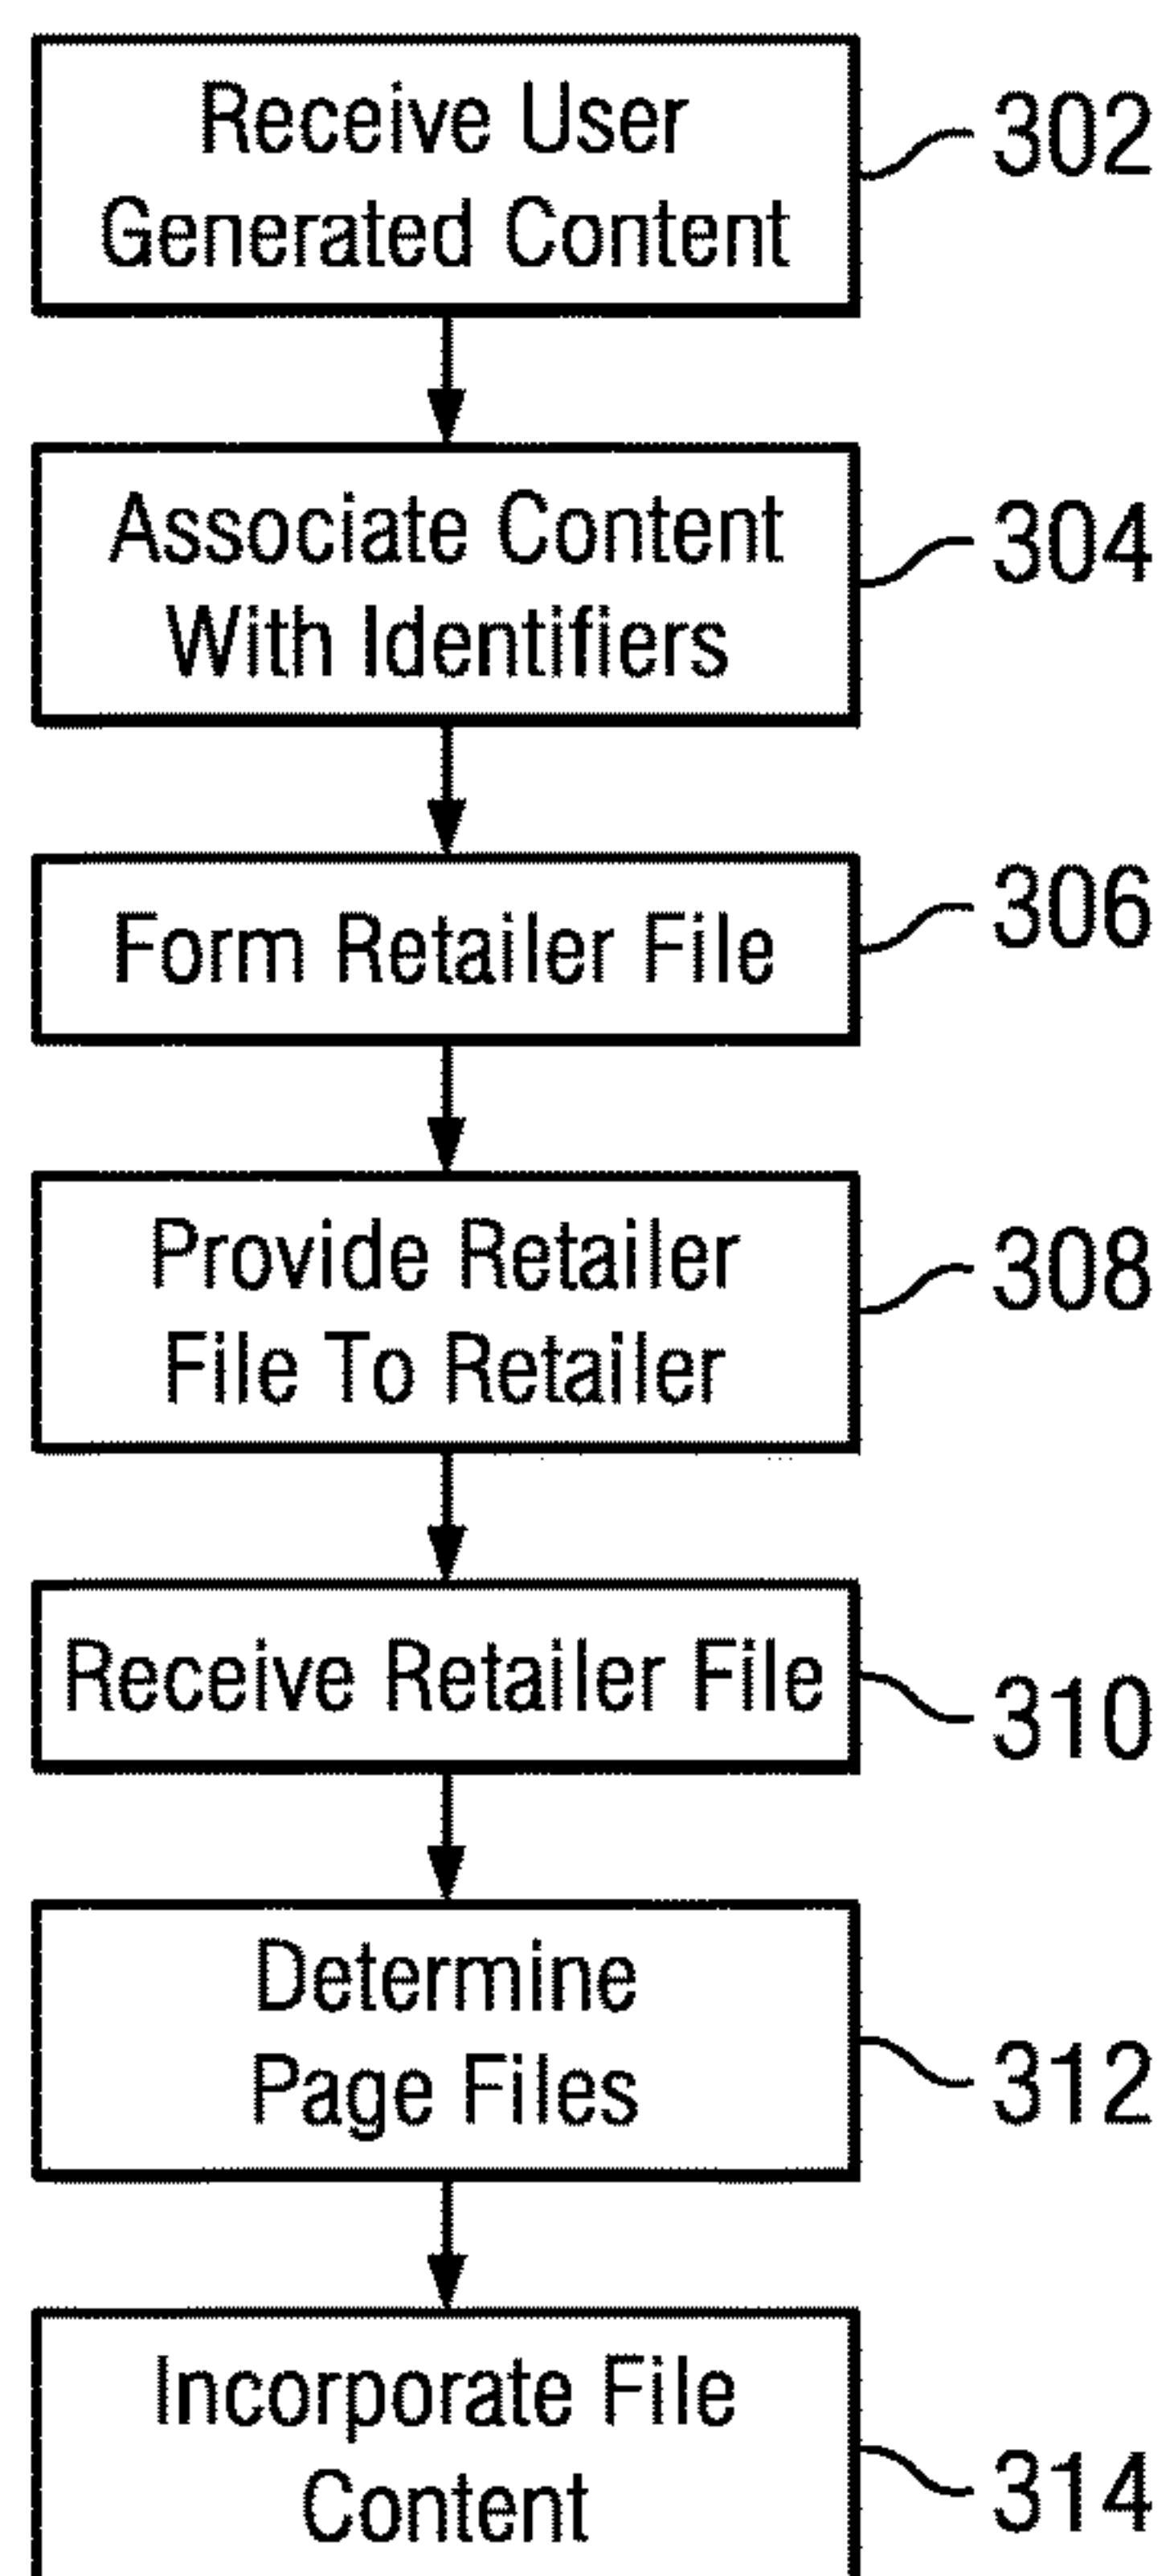 Receive User
Generated Content
302
Associate Content
With Identifiers
304
Form Retailer File
306
Provide Retailer
File To Retailer
308
Receive Retailer File
310
Determine
Page Files
312
Incorporate File
Content
314